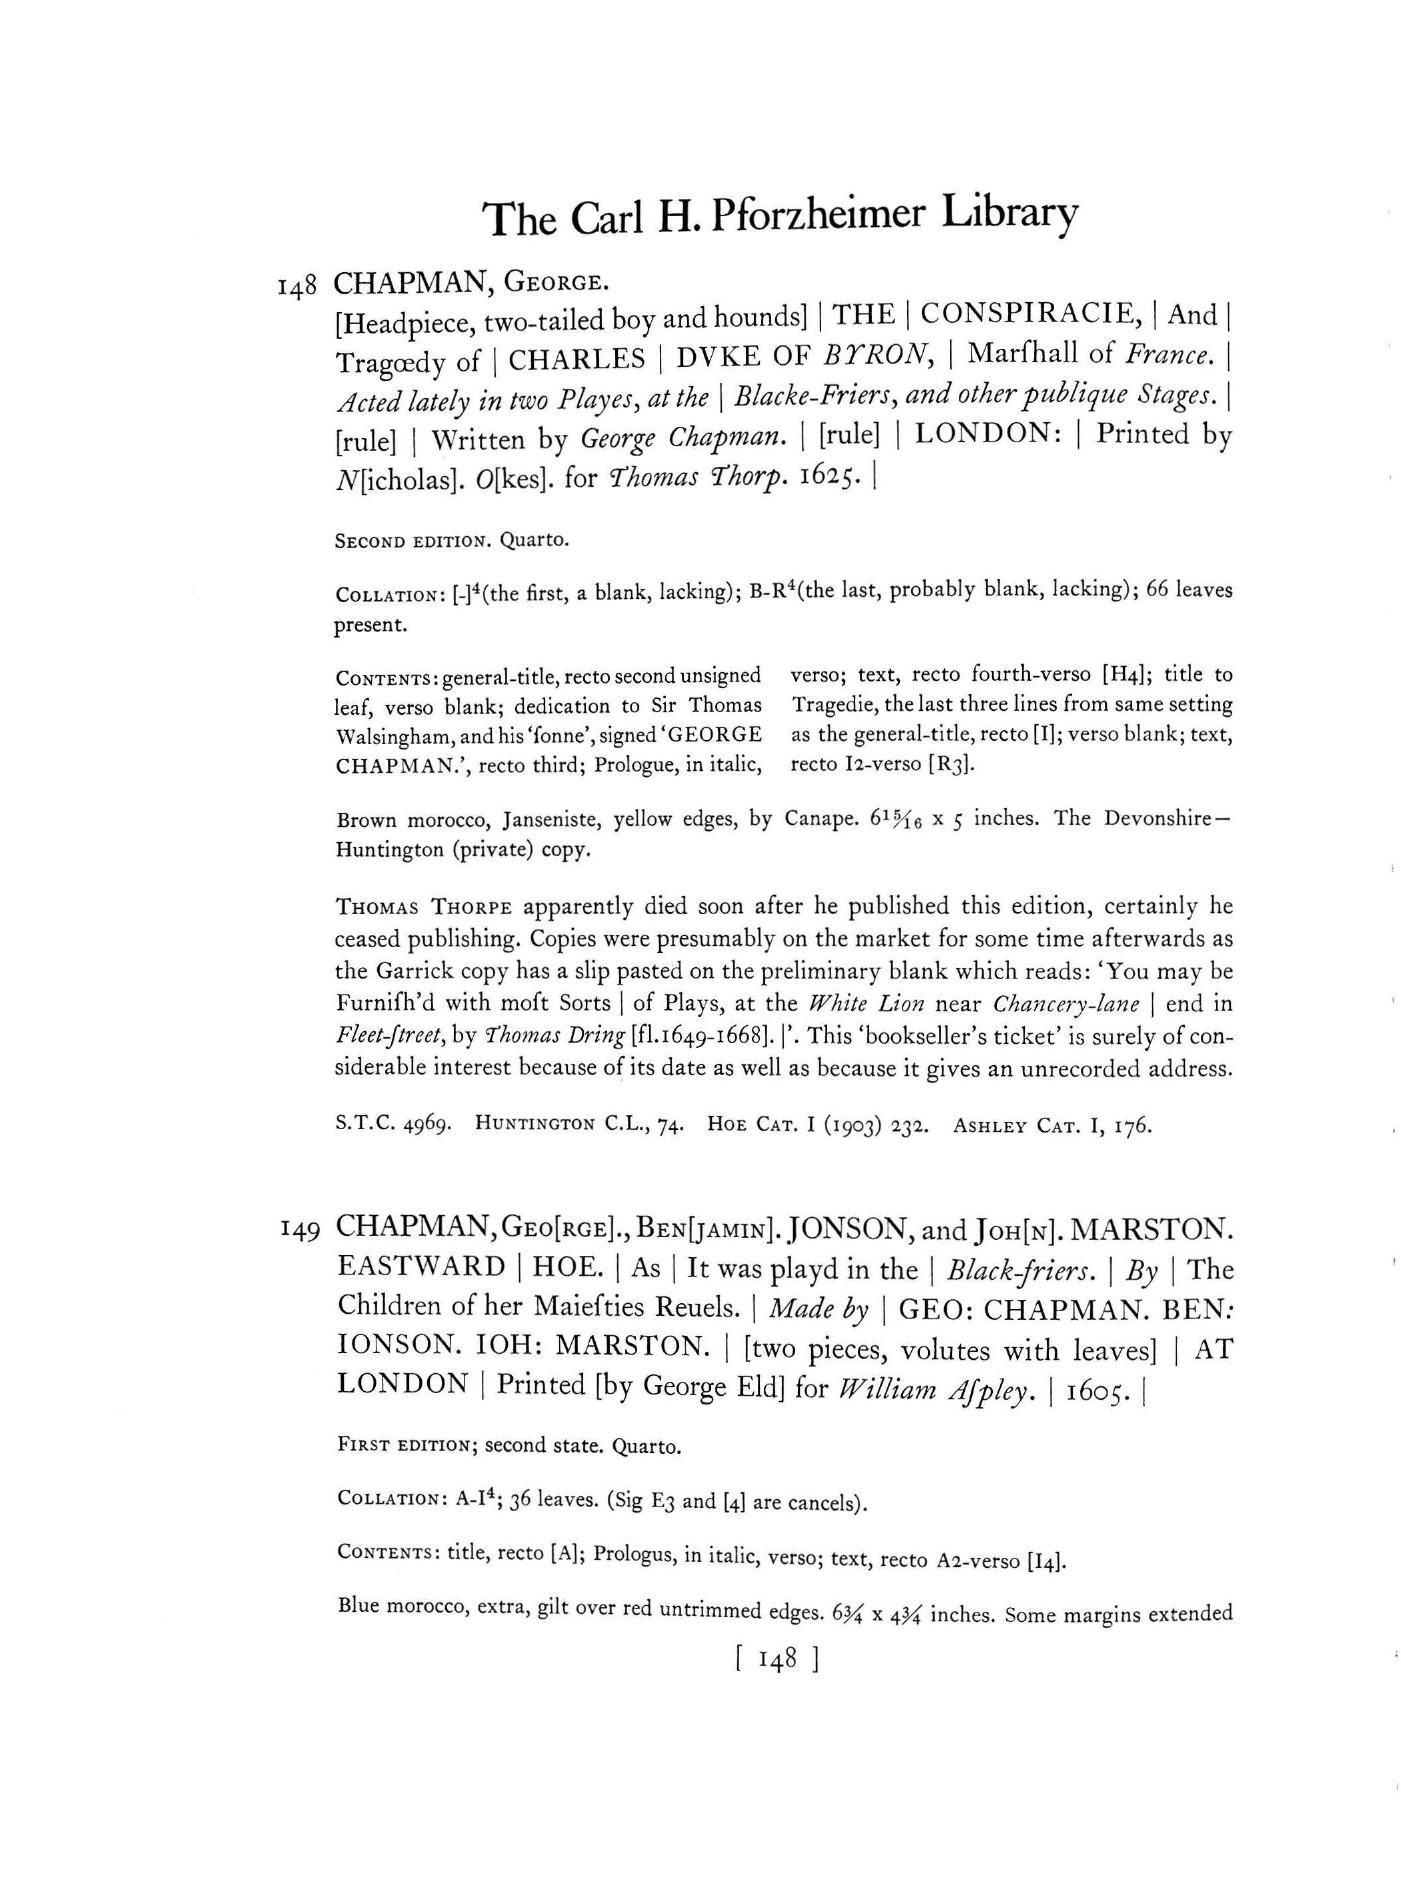 The Carl H. Pforzheimer Library
148 CHAPMAN, George.
[Headpiece, two-tailed boy and hounds] | THE | CONSPIRACIE, | And |
Tragœdy of | CHARLES | DVKE OF BYRON, | Marſhall of France. |
Acted lately in two Playes, at the | Blacke-Friers, and other publique Stages. |
[rule] | Written by George Chapman. | [rule] | LONDON: | Printed by
N[icholas]. O[kes]. for Thomas Thorp. 1625. |
Second edition. Quarto.
Collation: [-]⁴(the first, a blank, lacking); B-R⁴(the last, probably blank, lacking); 66 leaves
present.
Contents: general-title, recto second unsigned
leaf, verso blank; dedication to Sir Thomas
Walsingham, and his ‘ſonne’, signed ‘GEORGE
CHAPMAN.’, recto third; Prologue, in italic,
verso; text, recto fourth-verso [H4]; title to
Tragedie, the last three lines from same setting
as the general-title, recto [I]; verso blank; text,
recto I2-verso [R3].
Brown morocco, Janseniste, yellow edges, by Canape. 6 15/16 x 5 inches. The Devonshire—
Huntington (private) copy.
Thomas Thorpe apparently died soon after he published this edition, certainly he
ceased publishing. Copies were presumably on the market for some time afterwards as
the Garrick copy has a slip pasted on the preliminary blank which reads: ‘You may be
Furniſh’d with moſt Sorts | of Plays, at the White Lion near Chancery-lane | end in
Fleet-ſtreet, by Thomas Dring [fl.1649-1668]. |’. This ‘bookseller’s ticket’ is surely of con-
siderable interest because of its date as well as because it gives an unrecorded address.
S.T.C. 4969. Huntington C.L., 74. Hoe Cat. I (1903) 232. Ashley Cat. I, 176.
149 CHAPMAN, Geo[rge]., Ben[jamin]. JONSON, and Joh[n]. MARSTON.
EASTWARD | HOE. | As | It was playd in the | Black-friers. | By | The
Children of her Maieſties Reuels. | Made by | GEO: CHAPMAN. BEN:
IONSON. IOH: MARSTON. | [two pieces, volutes with leaves] | AT
LONDON | Printed [by George Eld] for William Aſpley. | 1605. |
First edition; second state. Quarto.
Collation: A-I⁴; 36 leaves. (Sig E3 and [4] are cancels).
Contents: title, recto [A]; Prologus, in italic, verso; text, recto A2-verso [I4].
Blue morocco, extra, gilt over red untrimmed edges. 6¾ x 4¾ inches. Some margins extended
[ 148 ]